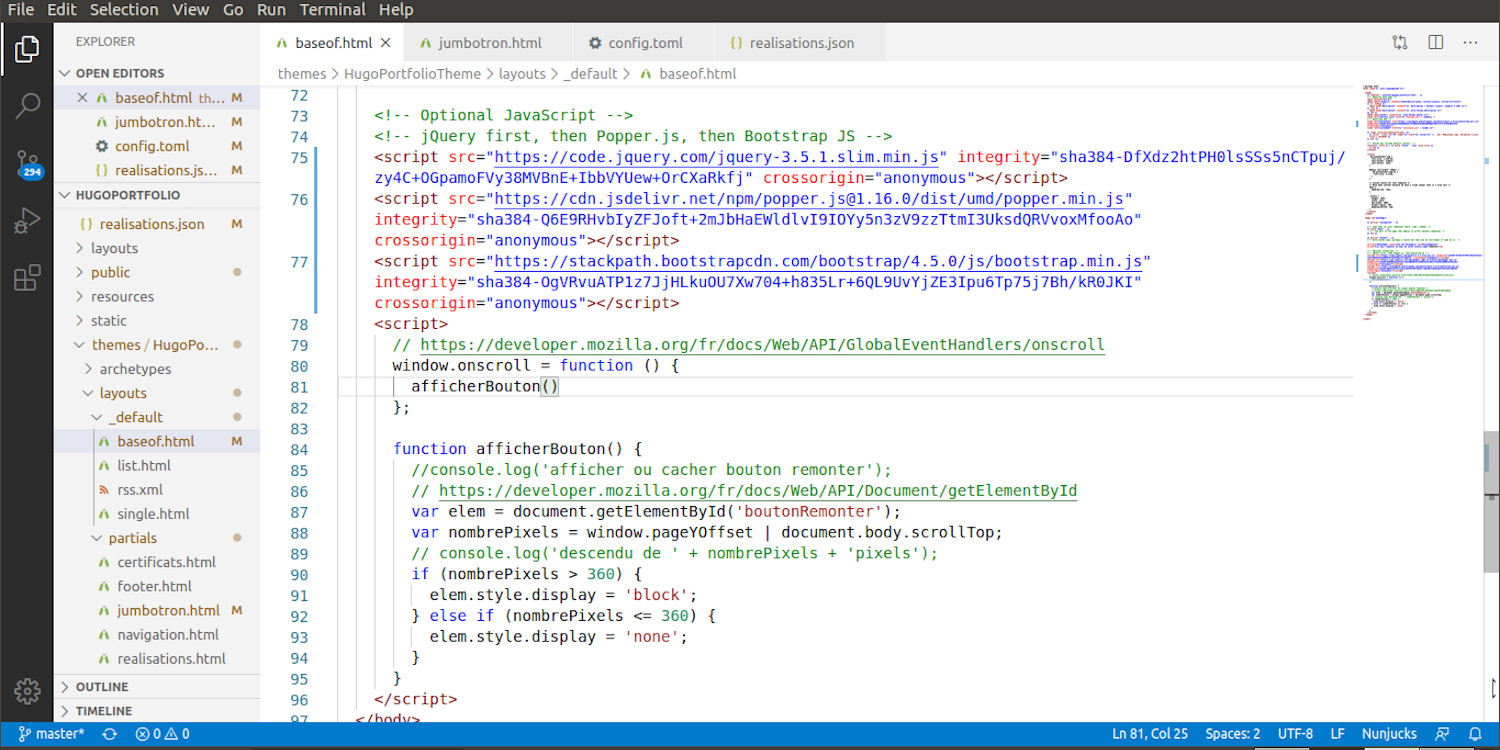 File Edit Selection View Go Run Terminal Help
EXPLORER
OPEN EDITORS
baseof.html th... M
jumbotron.ht... M
config.toml M
realisations.js... M
HUGOPORTFOLIO
realisations.json M
layouts
public
resources
static
themes / HugoPo...
archetypes
layouts
_default
baseof.html M
list.html
rss.xml
single.html
partials
certificats.html
footer.html
jumbotron.html M
navigation.html
realisations.html
OUTLINE
TIMELINE
294
baseof.html
jumbotron.html
config.toml
realisations.json
themes > HugoPortfolioTheme > layouts > _default > baseof.html
72
73 <!-- Optional JavaScript -->
74 <!-- jQuery first, then Popper.js, then Bootstrap JS -->
75 <script src="https://code.jquery.com/jquery-3.5.1.slim.min.js" integrity="sha384-DfXdz2htPH0lsSSs5nCTpuj/
zy4C+OGpamoFVy38MVBnE+IbbVYUew+OrCXaRkfj" crossorigin="anonymous"></script>
76 <script src="https://cdn.jsdelivr.net/npm/popper.js@1.16.0/dist/umd/popper.min.js"
integrity="sha384-Q6E9RHvbIyZFJoft+2mJbHaEWldlvI9IOYy5n3zV9zzTtmI3UksdQRVvoxMfooAo"
crossorigin="anonymous"></script>
77 <script src="https://stackpath.bootstrapcdn.com/bootstrap/4.5.0/js/bootstrap.min.js"
integrity="sha384-OgVRvuATP1z7JjHLkuOU7Xw704+h835Lr+6QL9UvYjZE3Ipu6Tp75j7Bh/kR0JKI"
crossorigin="anonymous"></script>
78 <script>
79 // https://developer.mozilla.org/fr/docs/Web/API/GlobalEventHandlers/onscroll
80 window.onscroll = function () {
81 afficherBouton()
82 };
83
84 function afficherBouton() {
85 //console.log('afficher ou cacher bouton remonter');
86 // https://developer.mozilla.org/fr/docs/Web/API/Document/getElementById
87 var elem = document.getElementById('boutonRemonter');
88 var nombrePixels = window.pageYOffset | document.body.scrollTop;
89 // console.log('descendu de ' + nombrePixels + 'pixels');
90 if (nombrePixels > 360) {
91 elem.style.display = 'block';
92 } else if (nombrePixels <= 360) {
93 elem.style.display = 'none';
94 }
95 }
96 </script>
97 </body>
master* 0 0 Ln 81, Col 25 Spaces: 2 UTF-8 LF Nunjucks